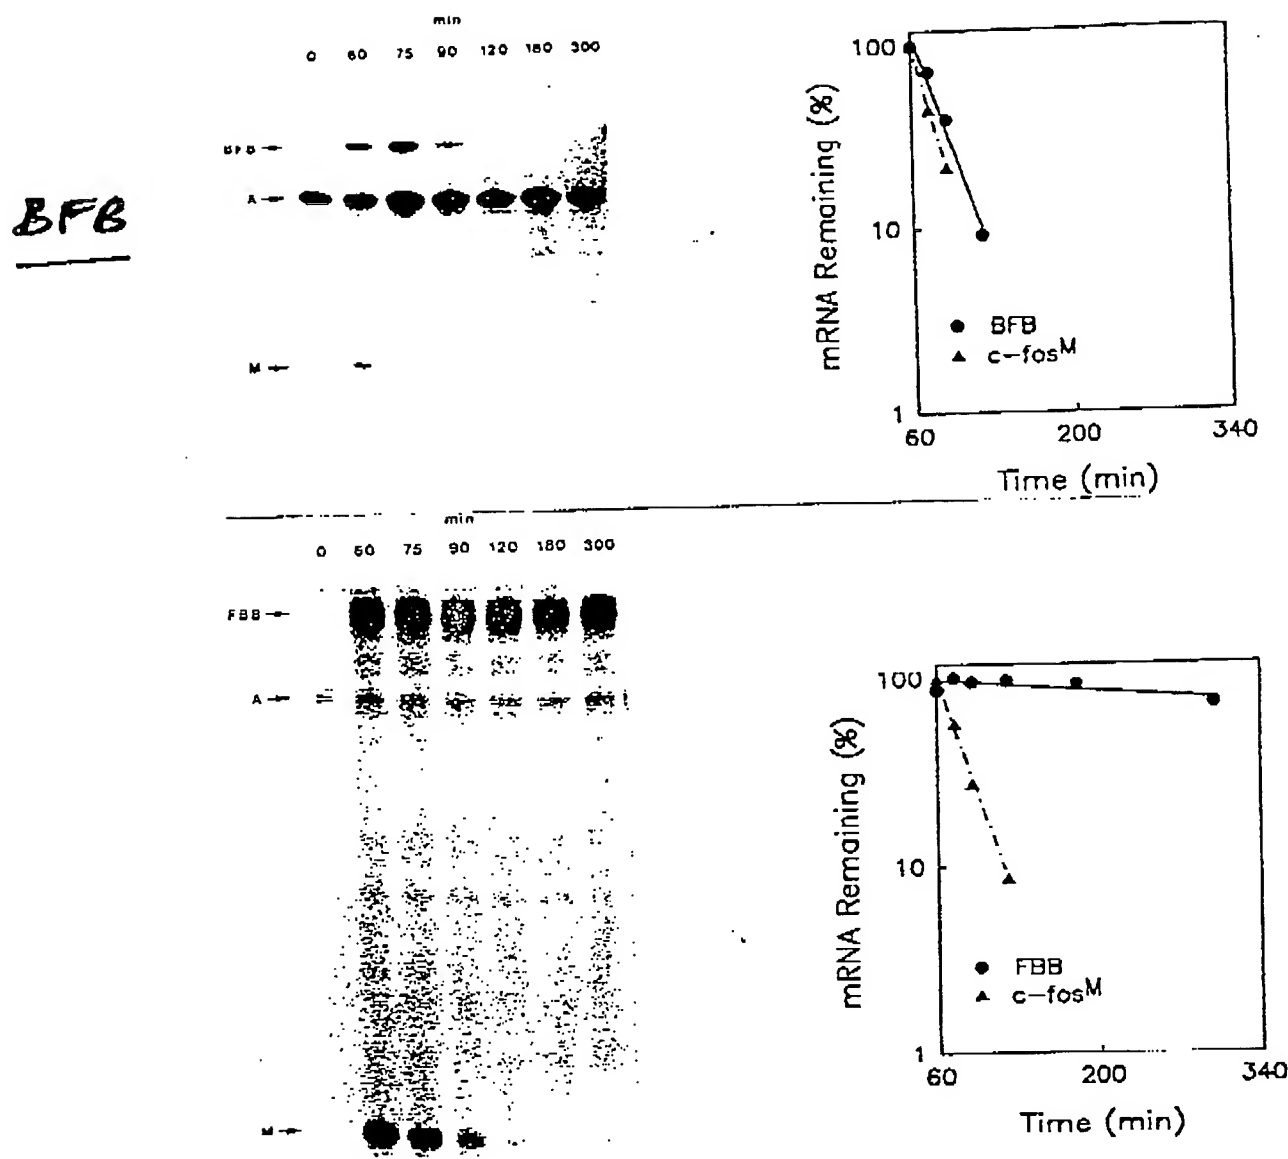 min
0 60 75 90 120 180 300
BFB
A
M
BFB
100
10
1
mRNA Remaining (%)
BFB
c-fosM
60 200 340
Time (min)
min
0 60 75 90 120 180 300
FBB
A
M
100
10
1
mRNA Remaining (%)
FBB
c-fosM
60 200 340
Time (min)